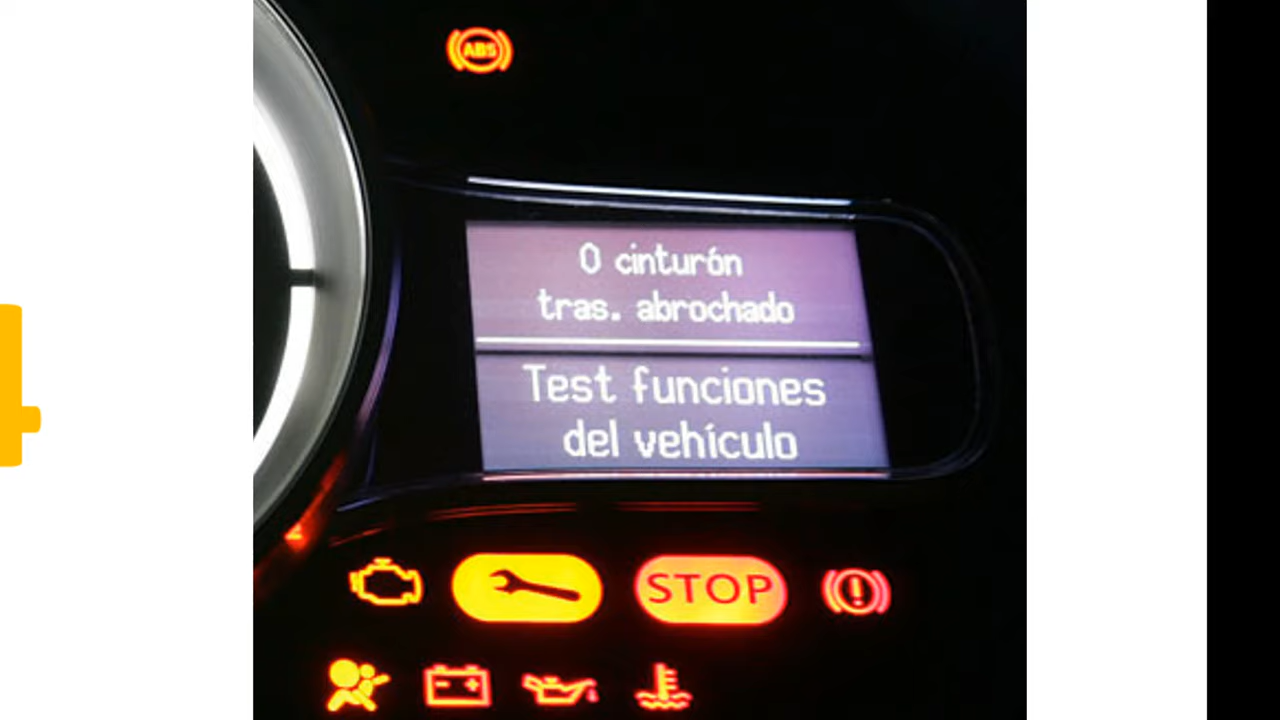 ABS
0 cinturón
tras. abrochado
Test funciones
del vehículo
STOP